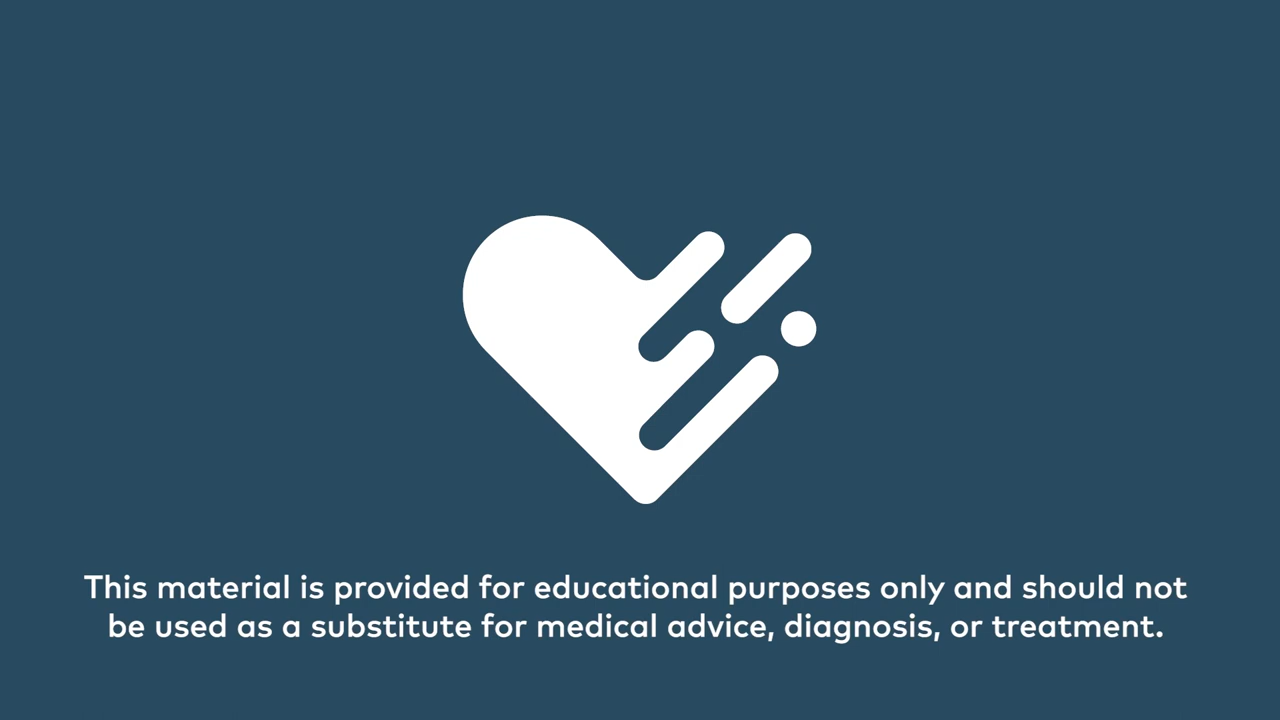 This material is provided for educational purposes only and should not
be used as a substitute for medical advice, diagnosis, or treatment.